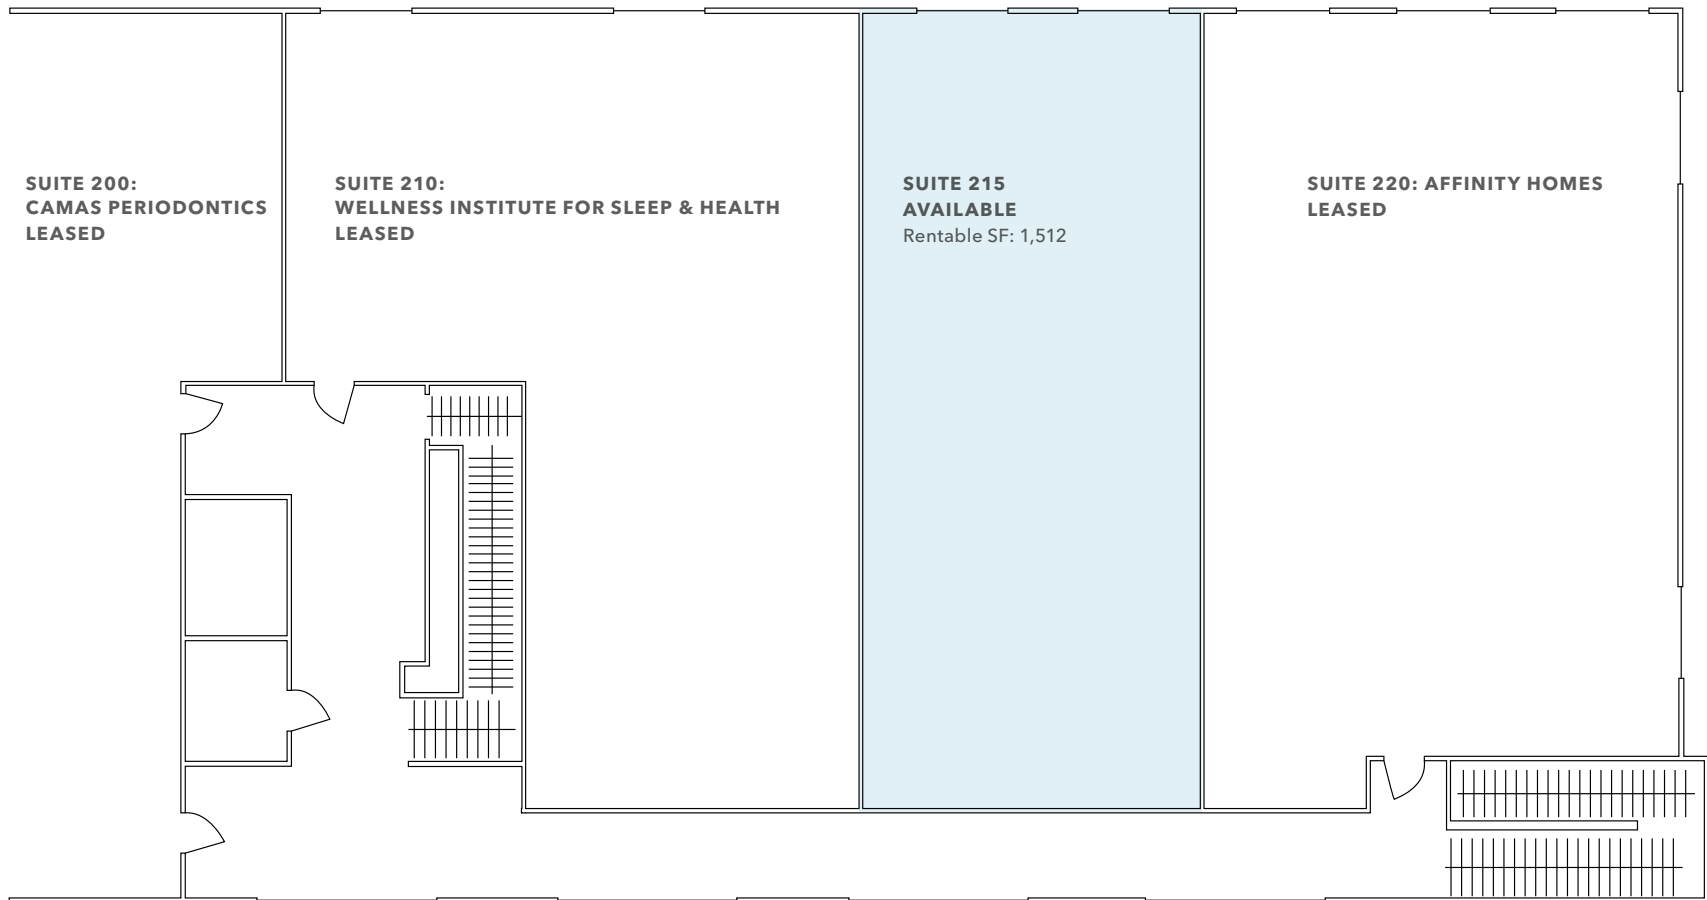 SUITE 200:
CAMAS PERIODONTICS
LEASED
SUITE 210:
WELLNESS INSTITUTE FOR SLEEP & HEALTH
LEASED
SUITE 215
AVAILABLE
Rentable SF: 1,512
SUITE 220: AFFINITY HOMES
LEASED